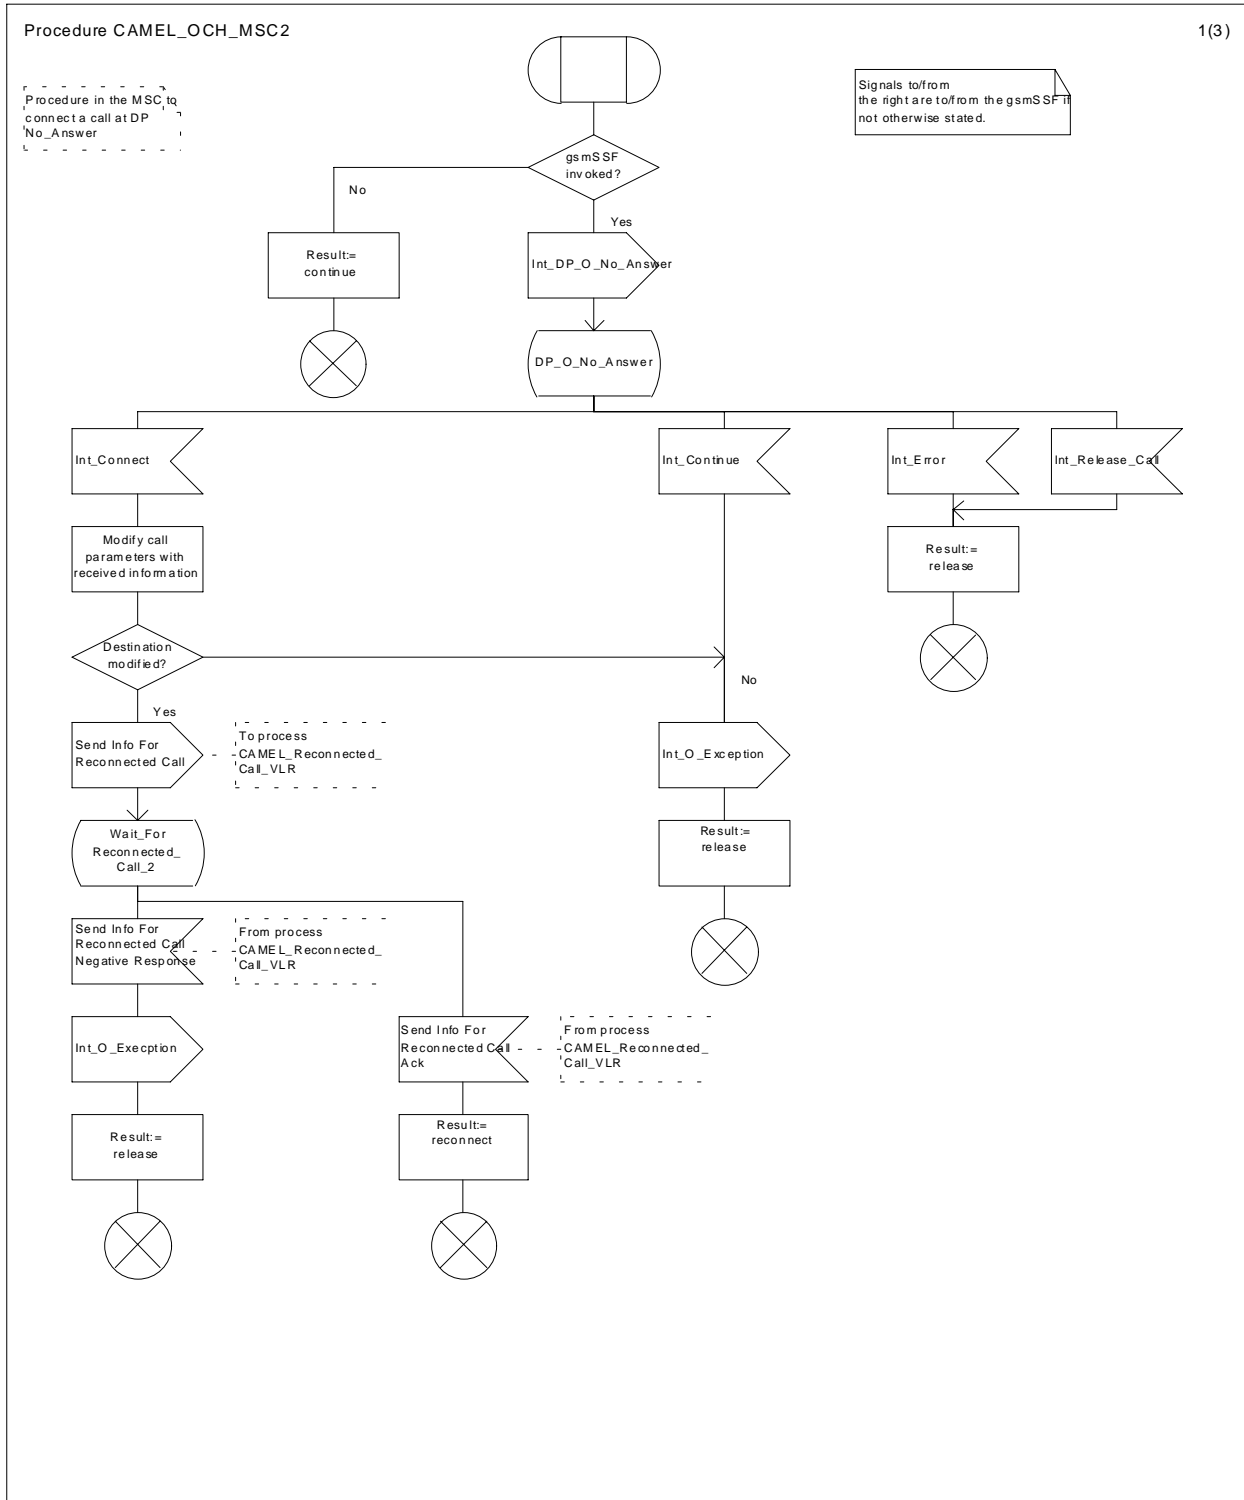 Procedure CAMEL_OCH_MSC2
1(3)
Procedure in the MSC to
connect a call at DP
No_Answer
Signals to/from
the right are to/from the gsmSSF if
not otherwise stated.
gsmSSF
invoked?
No
Yes
Result:=
continue
Int_DP_O_No_Answer
DP_O_No_Answer
Int_Connect
Int_Continue
Int_Error
Int_Release_Call
Modify call
parameters with
received information
Result:=
release
Destination
modified?
No
Yes
Send Info For
Reconnected Call
To process
CAMEL_Reconnected_
Call_VLR
Int_O_Exception
Wait_For
Reconnected_
Call_2
Result:=
release
Send Info For
Reconnected Call
Negative Response
From process
CAMEL_Reconnected_
Call_VLR
Int_O_Execption
Send Info For
Reconnected Call
Ack
From process
CAMEL_Reconnected_
Call_VLR
Result:=
release
Result:=
reconnect